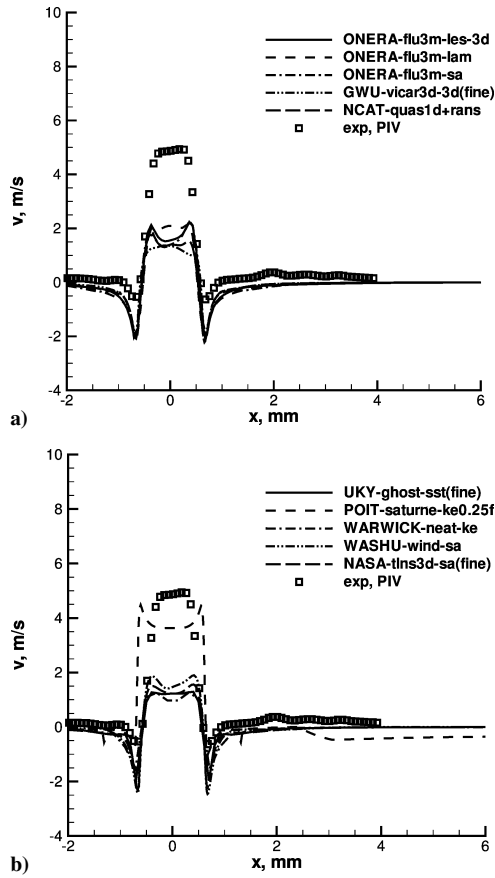 10
8
6
4
2
0
-2
-4
v, m/s
ONERA-flu3m-les-3d
ONERA-flu3m-lam
ONERA-flu3m-sa
GWU-vicar3d-3d(fine)
NCAT-quas1d+rans
exp, PIV
-2 0 2 4 6
x, mm
a)
10
8
6
4
2
0
-2
-4
v, m/s
UKY-ghost-sst(fine)
POIT-saturne-ke0.25f
WARWICK-neat-ke
WASHU-wind-sa
NASA-tlns3d-sa(fine)
exp, PIV
-2 0 2 4 6
x, mm
b)